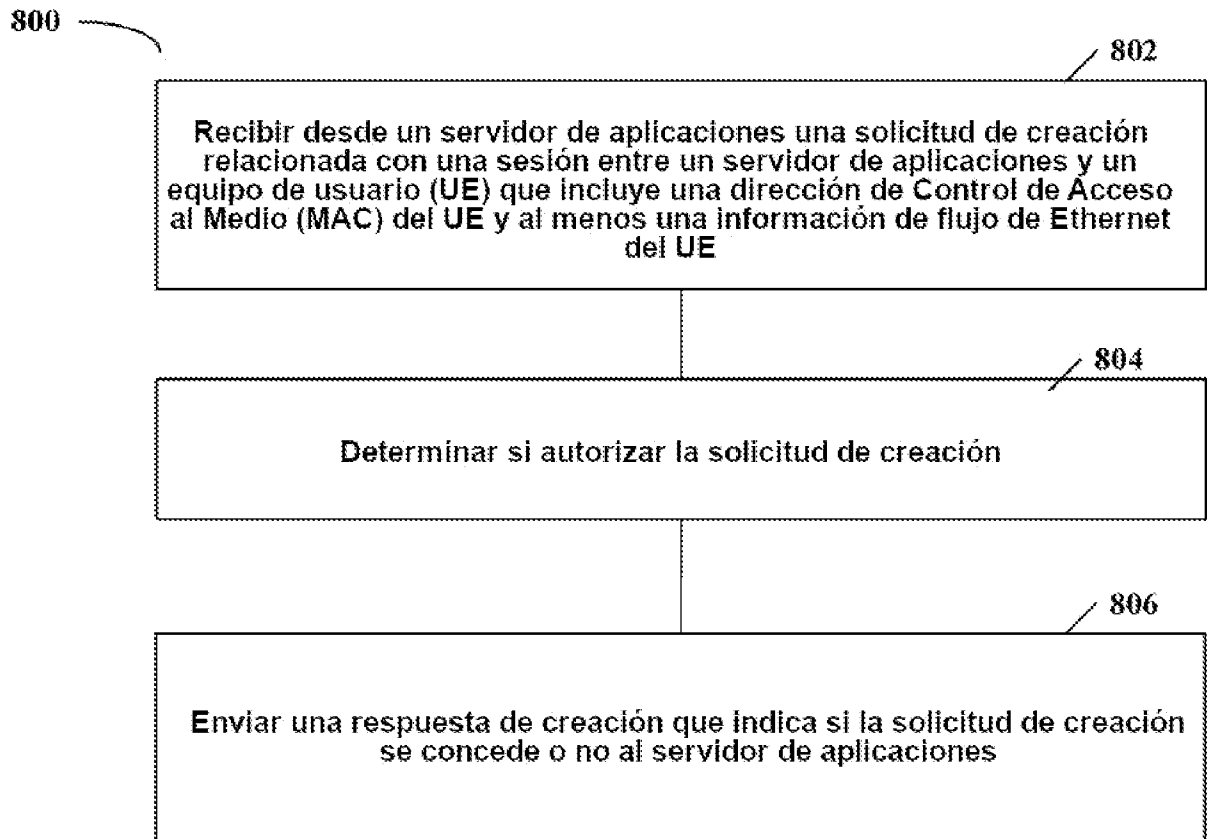 800
802
Recibir desde un servidor de aplicaciones una solicitud de creación
relacionada con una sesión entre un servidor de aplicaciones y un
equipo de usuario (UE) que incluye una dirección de Control de Acceso
al Medio (MAC) del UE y al menos una información de flujo de Ethernet
del UE
804
Determinar si autorizar la solicitud de creación
806
Enviar una respuesta de creación que indica si la solicitud de creación
se concede o no al servidor de aplicaciones